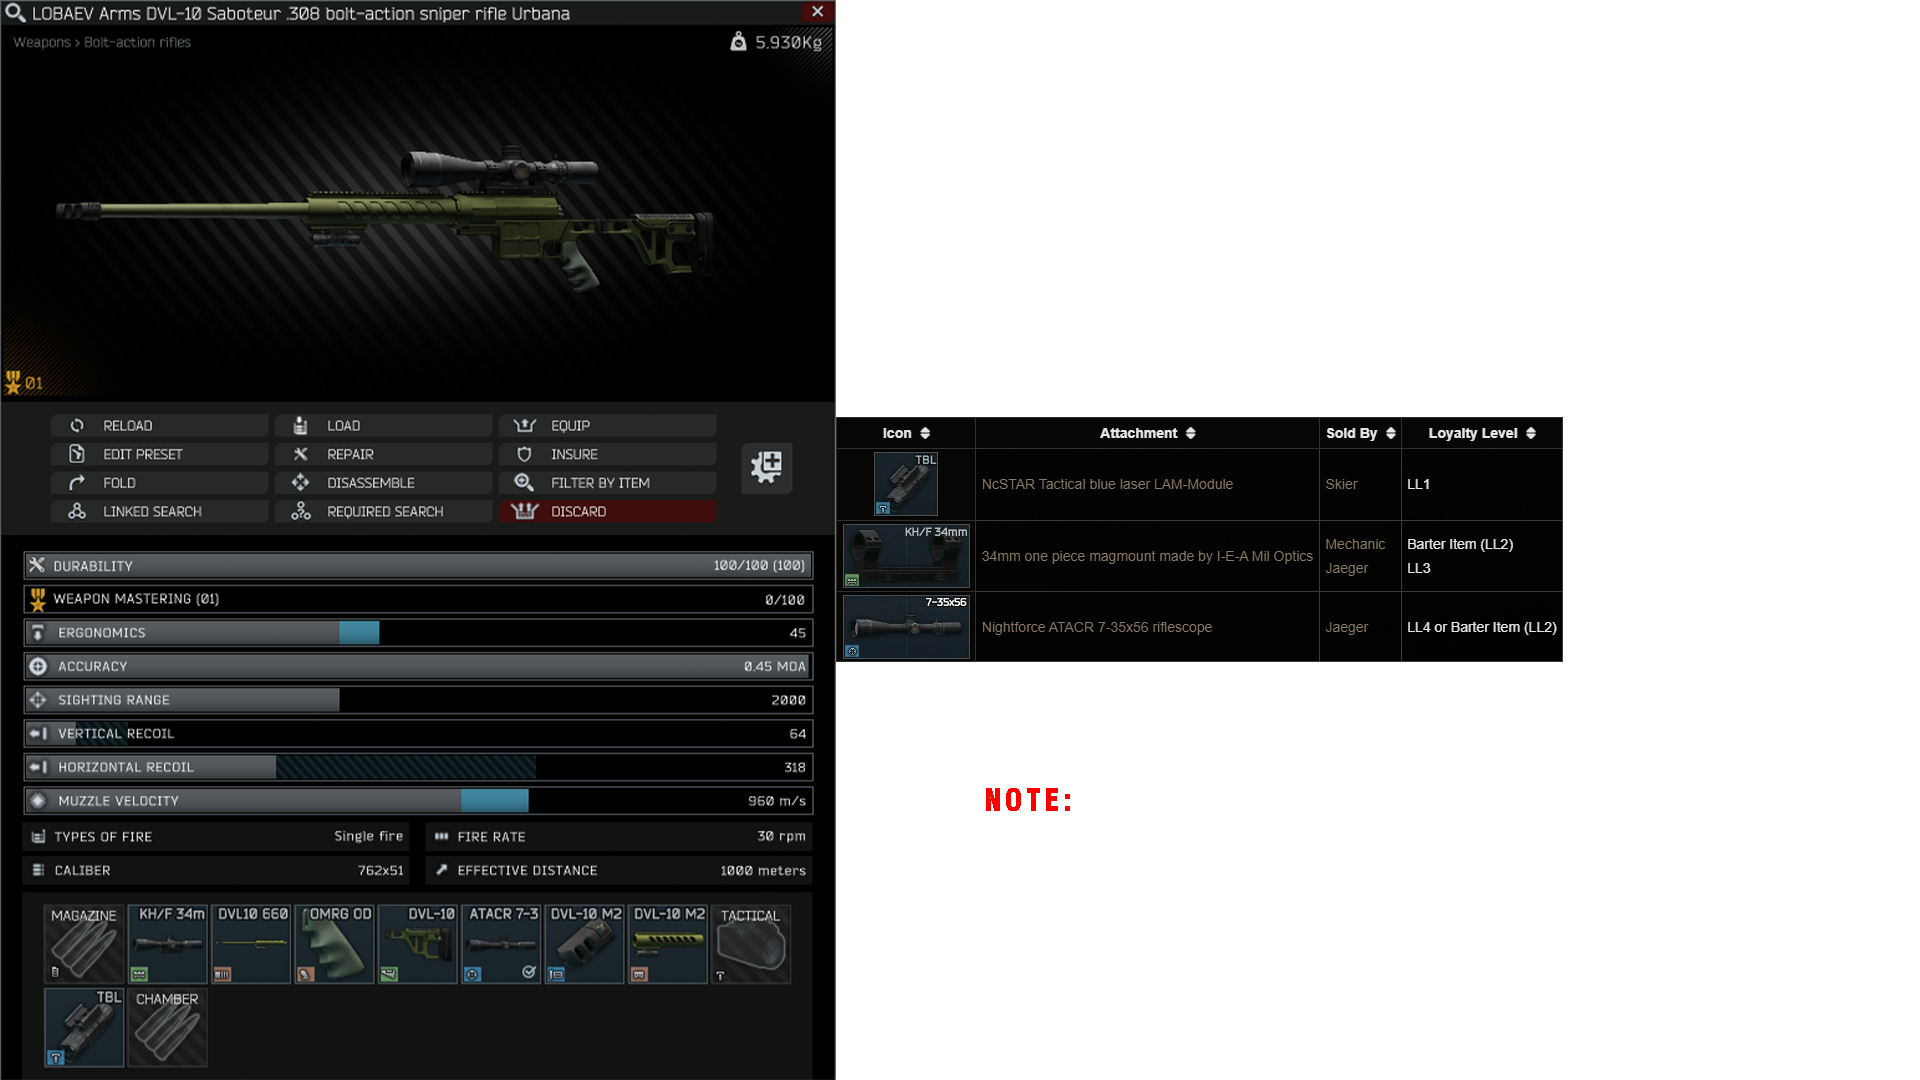 LOBAEV Arms DVL-10 Saboteur .308 bolt-action sniper rifle Urbana
Weapons > Bolt-action rifles
5.930Kg
01
RELOAD
LOAD
EQUIP
EDIT PRESET
REPAIR
INSURE
FOLD
DISASSEMBLE
FILTER BY ITEM
LINKED SEARCH
REQUIRED SEARCH
DISCARD
DURABILITY 100/100 (100)
WEAPON MASTERING (01) 0/100
ERGONOMICS 45
ACCURACY 0.45 MOA
SIGHTING RANGE 2000
VERTICAL RECOIL 64
HORIZONTAL RECOIL 318
MUZZLE VELOCITY 960 m/s
TYPES OF FIRE Single fire
FIRE RATE 30 rpm
CALIBER 762x51
EFFECTIVE DISTANCE 1000 meters
MAGAZINE
KH/F 34m
DVL10 660
OMRG OD
DVL-10
ATACR 7-3
DVL-10 M2
DVL-10 M2
TACTICAL
TBL
CHAMBER
Icon Attachment Sold By Loyalty Level
TBL
NcSTAR Tactical blue laser LAM-Module
Skier
LL1
KH/F 34mm
34mm one piece magmount made by I-E-A Mil Optics
Mechanic
Jaeger
Barter Item (LL2)
LL3
7-35x56
Nightforce ATACR 7-35x56 riflescope
Jaeger
LL4 or Barter Item (LL2)
NOTE: